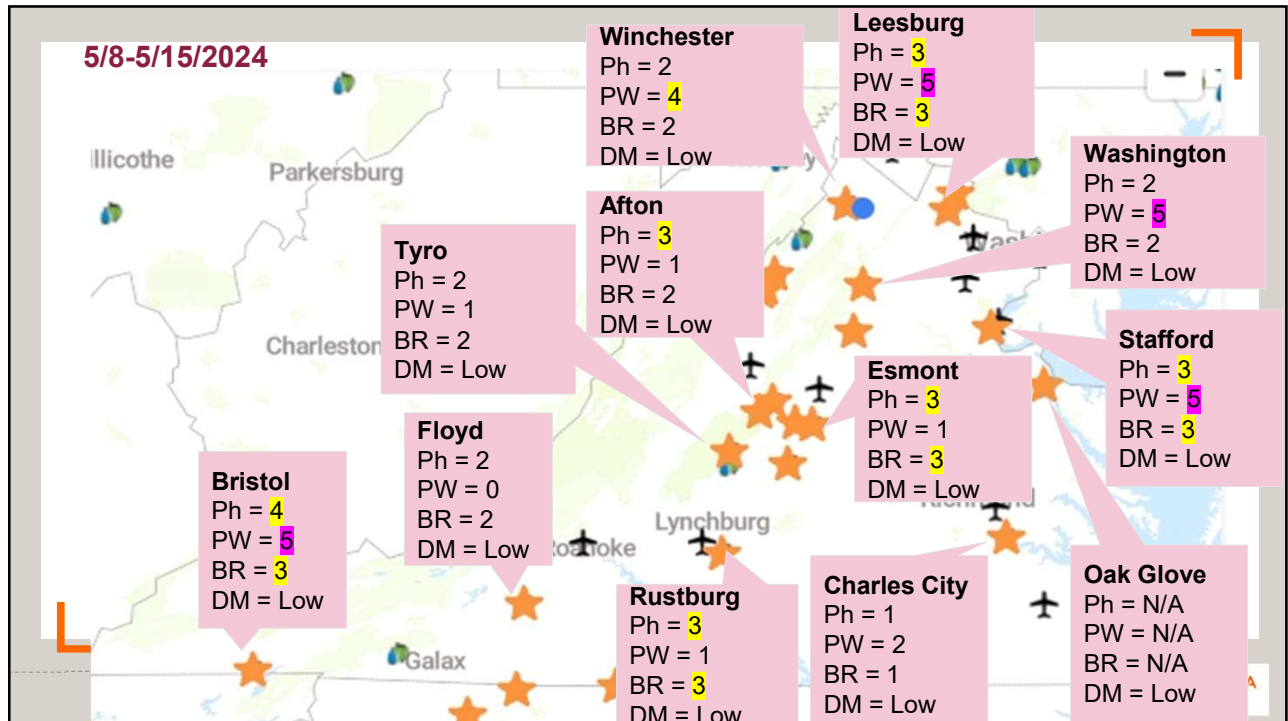 5/8-5/15/2024
Winchester
Ph = 2
PW = 4
BR = 2
DM = Low
Leesburg
Ph = 3
PW = 5
BR = 3
DM = Low
Washington
Ph = 2
PW = 5
BR = 2
DM = Low
Afton
Ph = 3
PW = 1
BR = 2
DM = Low
Tyro
Ph = 2
PW = 1
BR = 2
DM = Low
Stafford
Ph = 3
PW = 5
BR = 3
DM = Low
Esmont
Ph = 3
PW = 1
BR = 3
DM = Low
Floyd
Ph = 2
PW = 0
BR = 2
DM = Low
Bristol
Ph = 4
PW = 5
BR = 3
DM = Low
Rustburg
Ph = 3
PW = 1
BR = 3
DM = Low
Charles City
Ph = 1
PW = 2
BR = 1
DM = Low
Oak Glove
Ph = N/A
PW = N/A
BR = N/A
DM = Low
llicothe
Parkersburg
Charleston
Lynchburg
Roanoke
Galax
A